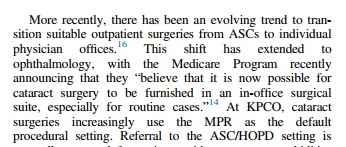 More recently, there has been an evolving trend to tran-
sition suitable outpatient surgeries from ASCs to individual
physician offices.16 This shift has extended to
ophthalmology, with the Medicare Program recently
announcing that they “believe that it is now possible for
cataract surgery to be furnished in an in-office surgical
suite, especially for routine cases.”14 At KPCO, cataract
surgeries increasingly use the MPR as the default
procedural setting. Referral to the ASC/HOPD setting is